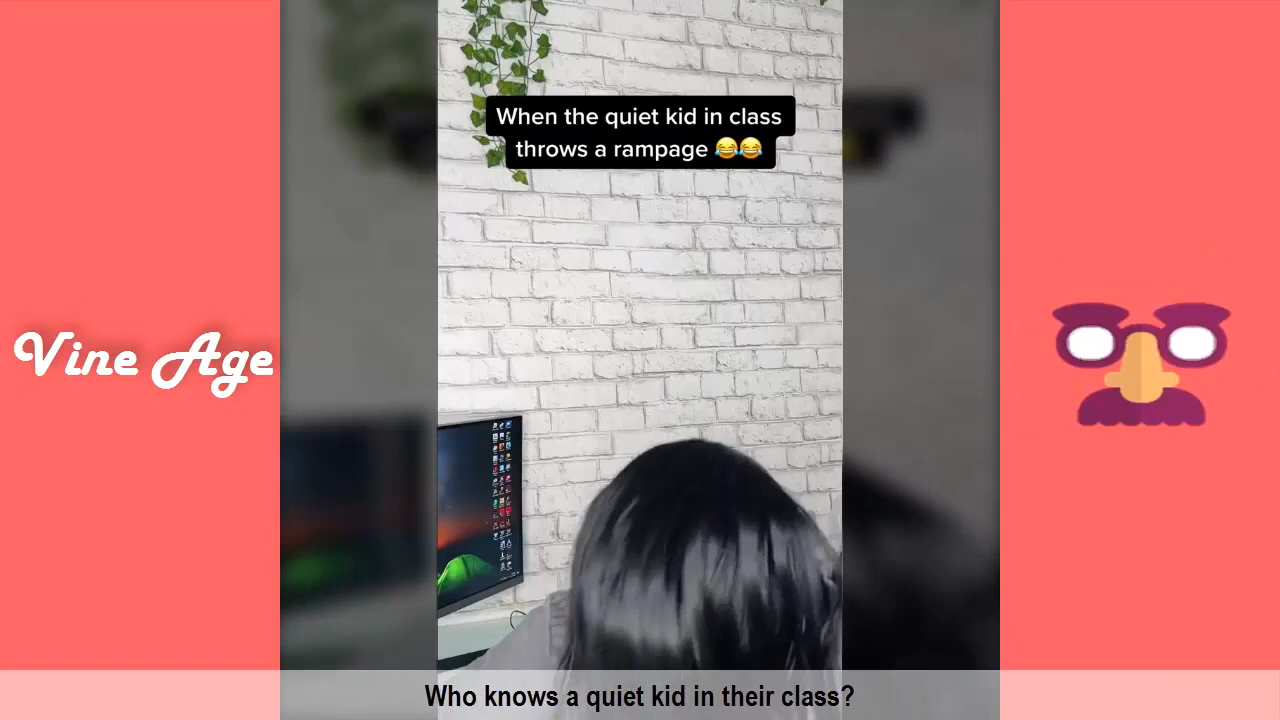 When the quiet kid in class
throws a rampage 😂😂
Vine Age
Who knows a quiet kid in their class?